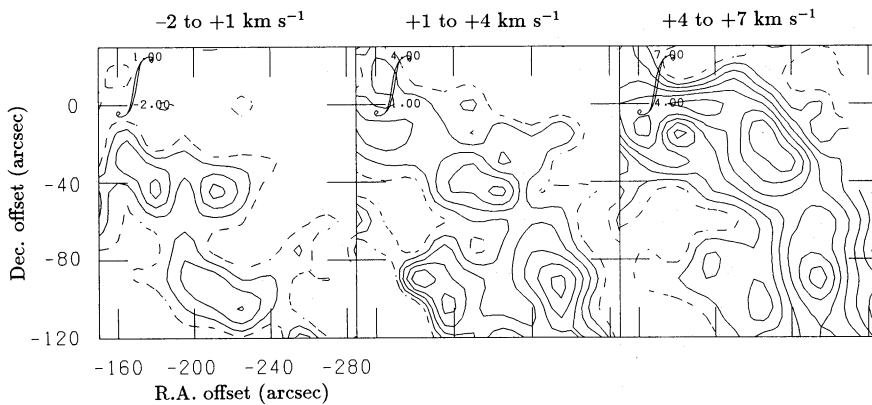 −2 to +1 km s⁻¹
+1 to +4 km s⁻¹
+4 to +7 km s⁻¹
1.00
-2.00
4.00
1.00
7.00
4.00
Dec. offset (arcsec)
0
-40
-80
-120
-160
-200
-240
-280
R.A. offset (arcsec)